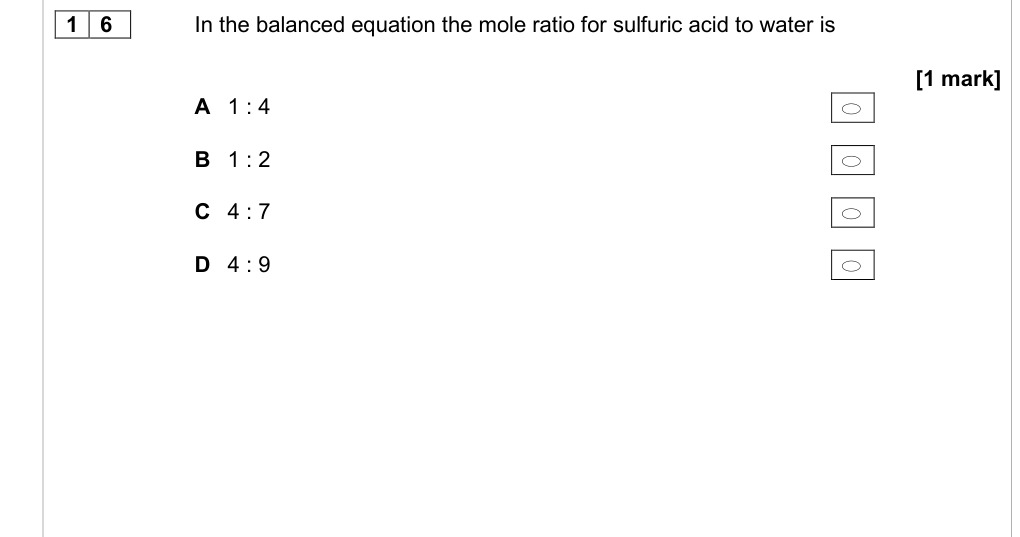 1 6 In the balanced equation the mole ratio for sulfuric acid to water is
[1 mark]
A 1 : 4
B 1 : 2
C 4 : 7
D 4 : 9